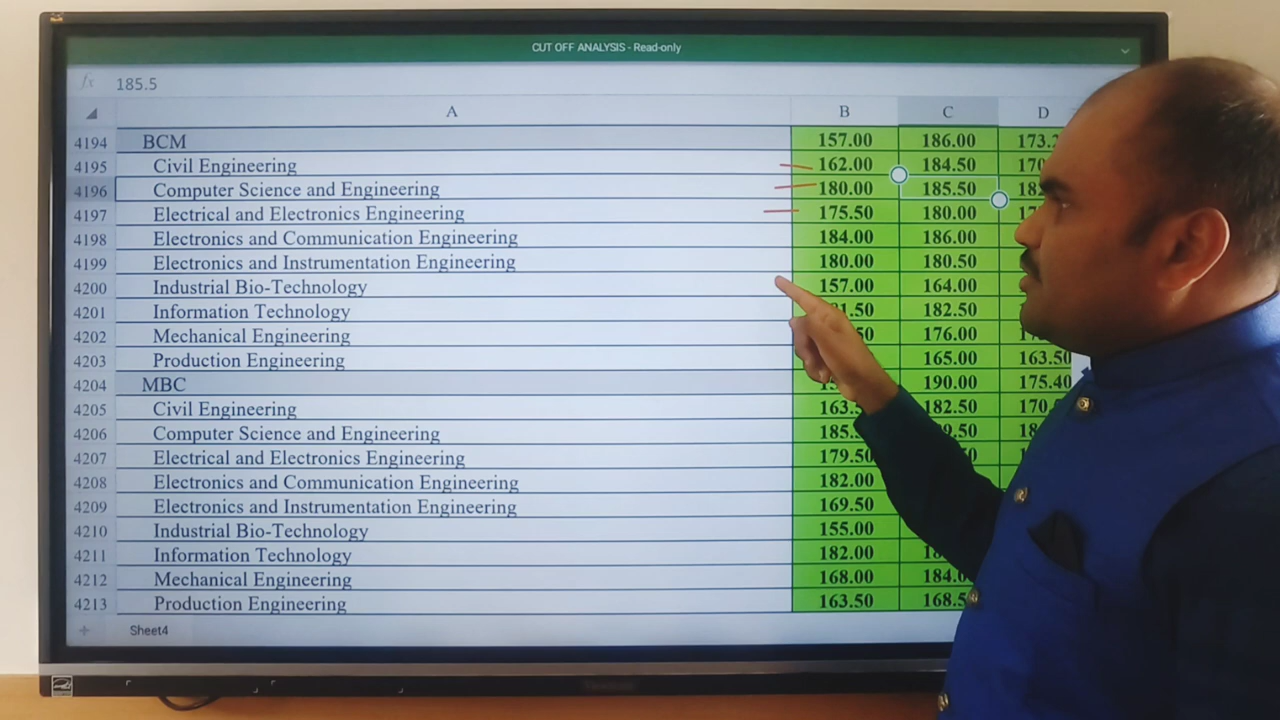 CUT OFF ANALYSIS - Read-only
fx 185.5
A B C D
4194 BCM 157.00 186.00
4195 Civil Engineering 162.00 184.50
4196 Computer Science and Engineering 180.00 185.50
4197 Electrical and Electronics Engineering 175.50 180.00
4198 Electronics and Communication Engineering 184.00 186.00
4199 Electronics and Instrumentation Engineering 180.00 180.50
4200 Industrial Bio-Technology 157.00 164.00
4201 Information Technology 182.50
4202 Mechanical Engineering 176.00
4203 Production Engineering 165.00 163.50
4204 MBC 190.00 175.40
4205 Civil Engineering 182.50
4206 Computer Science and Engineering
4207 Electrical and Electronics Engineering 179.50
4208 Electronics and Communication Engineering 182.00
4209 Electronics and Instrumentation Engineering 169.50
4210 Industrial Bio-Technology 155.00
4211 Information Technology 182.00
4212 Mechanical Engineering 168.00
4213 Production Engineering 163.50
+ Sheet4